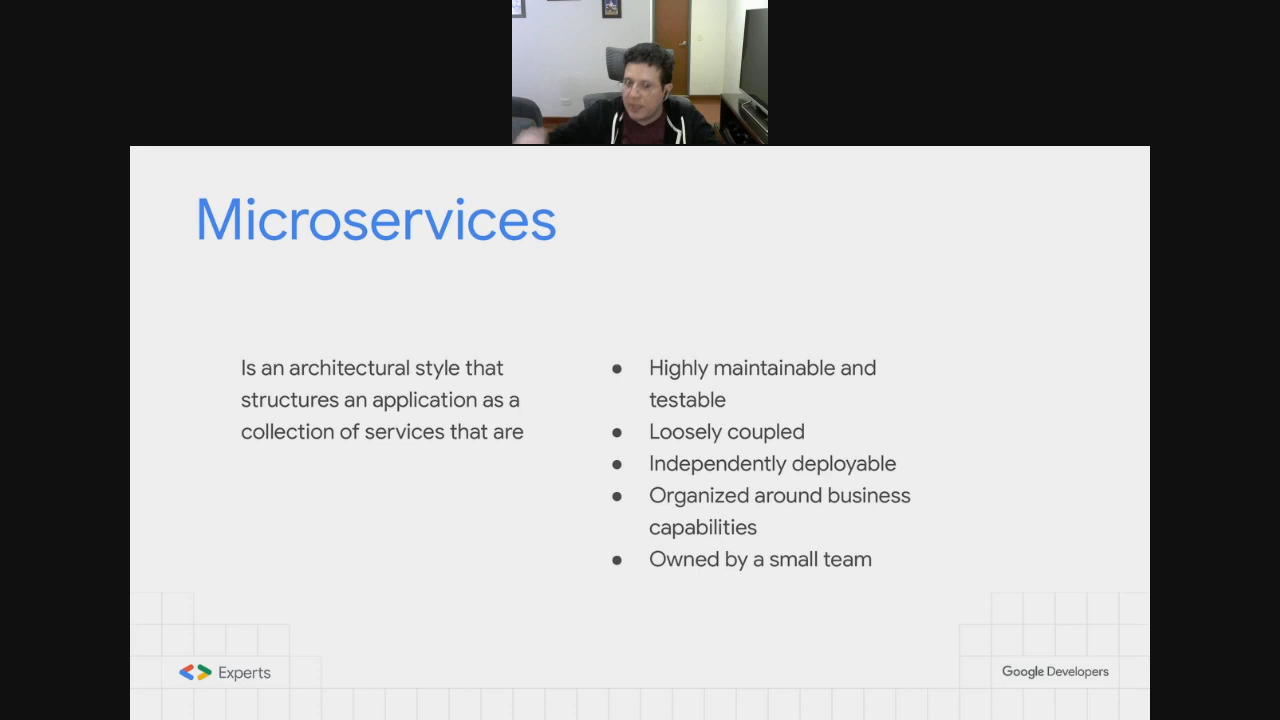 Microservices
Is an architectural style that
structures an application as a
collection of services that are
● Highly maintainable and
testable
● Loosely coupled
● Independently deployable
● Organized around business
capabilities
● Owned by a small team
Experts
Google Developers